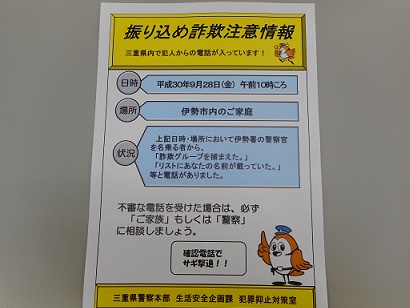 振り込め詐欺注意情報
三重県内で犯人からの電話が入っています！
日時
平成30年9月28日(金) 午前10時ころ
場所
伊勢市内のご家庭
状況
上記日時・場所において伊勢署の警察官
を名乗る者から、
「詐欺グループを捕まえた。」
「リストにあなたの名前が載っていた。」
等と電話がありました。
不審な電話を受けた場合は、必ず
「ご家族」もしくは「警察」
に相談しましょう。
確認電話で
サギ撃退！！
三重県警察本部 生活安全企画課 犯罪抑止対策室